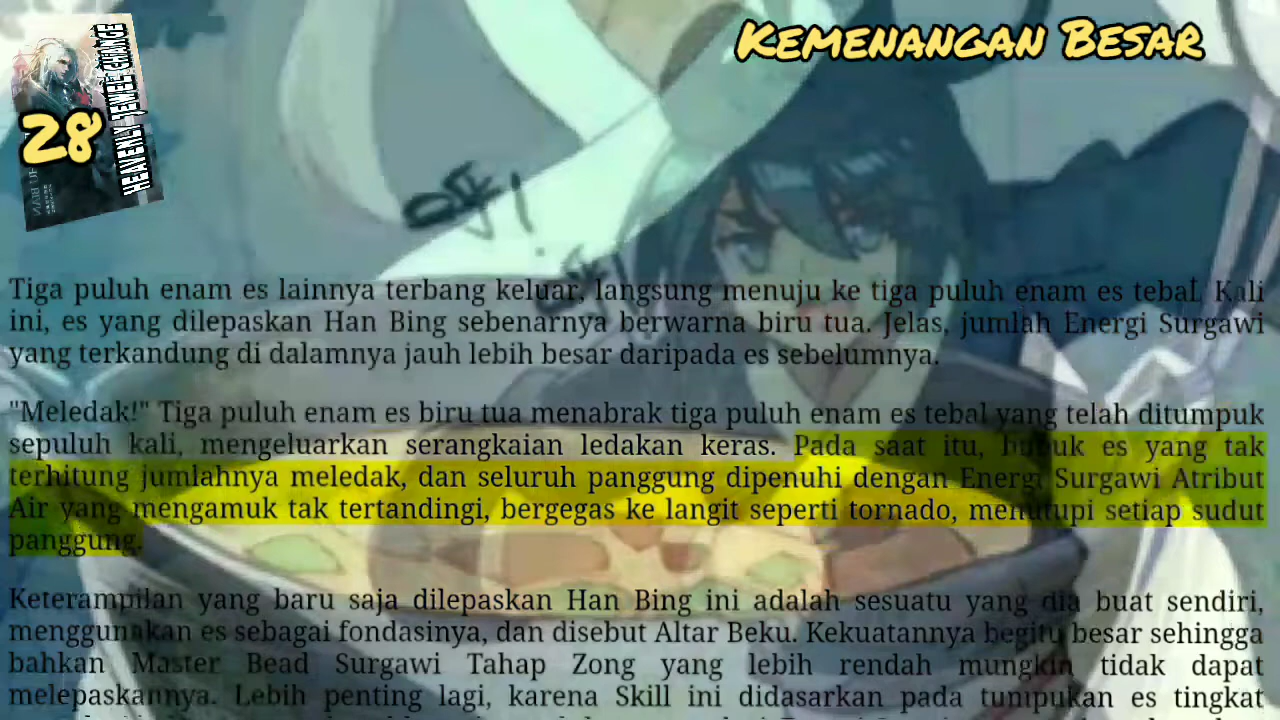 Kemenangan Besar
HEAVENLY JEWEL CHANGE
28
Tiga puluh enam es lainnya terbang keluar, langsung menuju ke tiga puluh enam es tebal. Kali
ini, es yang dilepaskan Han Bing sebenarnya berwarna biru tua. Jelas, jumlah Energi Surgawi
yang terkandung di dalamnya jauh lebih besar daripada es sebelumnya.
"Meledak!" Tiga puluh enam es biru tua menabrak tiga puluh enam es tebal yang telah ditumpuk
sepuluh kali, mengeluarkan serangkaian ledakan keras. Pada saat itu, bubuk es yang tak
terhitung jumlahnya meledak, dan seluruh panggung dipenuhi dengan Energi Surgawi Atribut
Air yang mengamuk tak tertandingi, bergegas ke langit seperti tornado, menutupi setiap sudut
panggung.
Keterampilan yang baru saja dilepaskan Han Bing ini adalah sesuatu yang dia buat sendiri,
menggunakan es sebagai fondasinya, dan disebut Altar Beku. Kekuatannya begitu besar sehingga
bahkan Master Bead Surgawi Tahap Zong yang lebih rendah mungkin tidak dapat
melepaskannya. Lebih penting lagi, karena Skill ini didasarkan pada tumpukan es tingkat